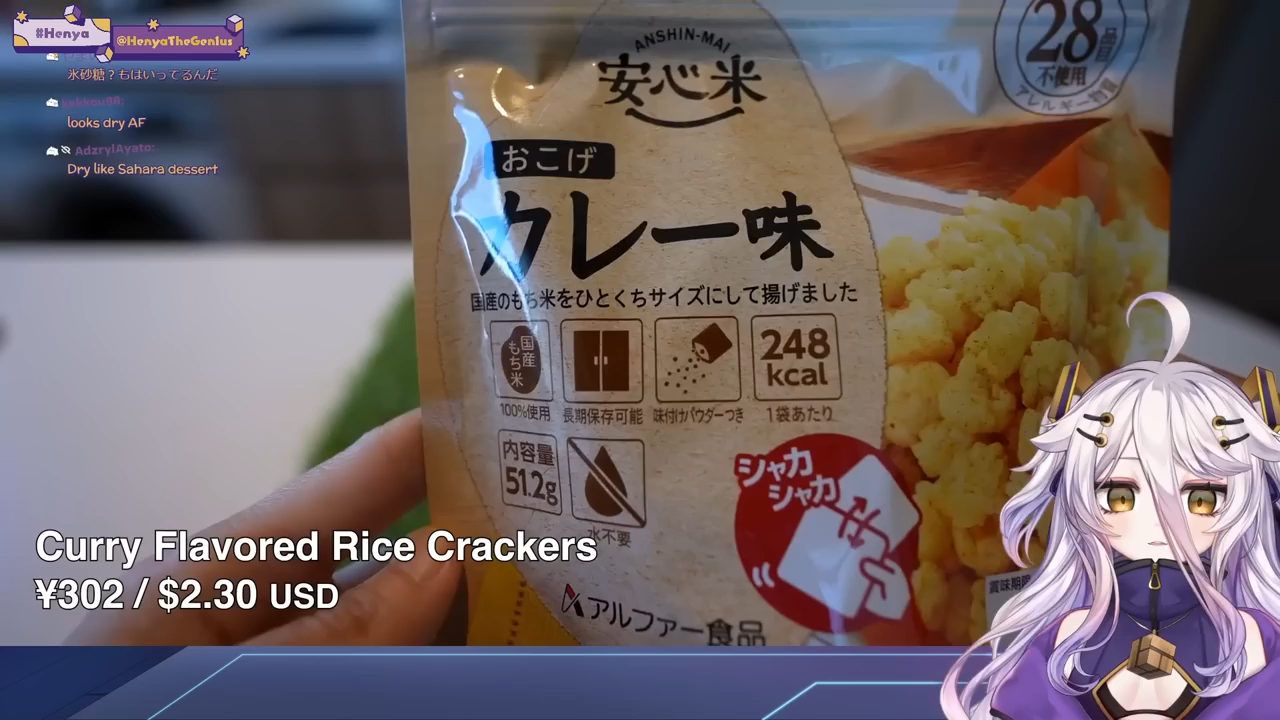 #Henya
@HenyaTheGenius
氷砂糖？もはいってるんだ
looks dry AF
AdzrylAyato:
Dry like Sahara dessert
ANSHIN-MAI
安心米
おこげ
カレー味
国産のもち米をひとくちサイズにして揚げました
国産もち米
100%使用
長期保存可能
味付けパウダーつき
248
kcal
1袋あたり
内容量
51.2g
水不要
シャカ
シャカ
アルファー食品
28品目
不使用
アレルギー物質
賞味期限
Curry Flavored Rice Crackers
¥302 / $2.30 USD